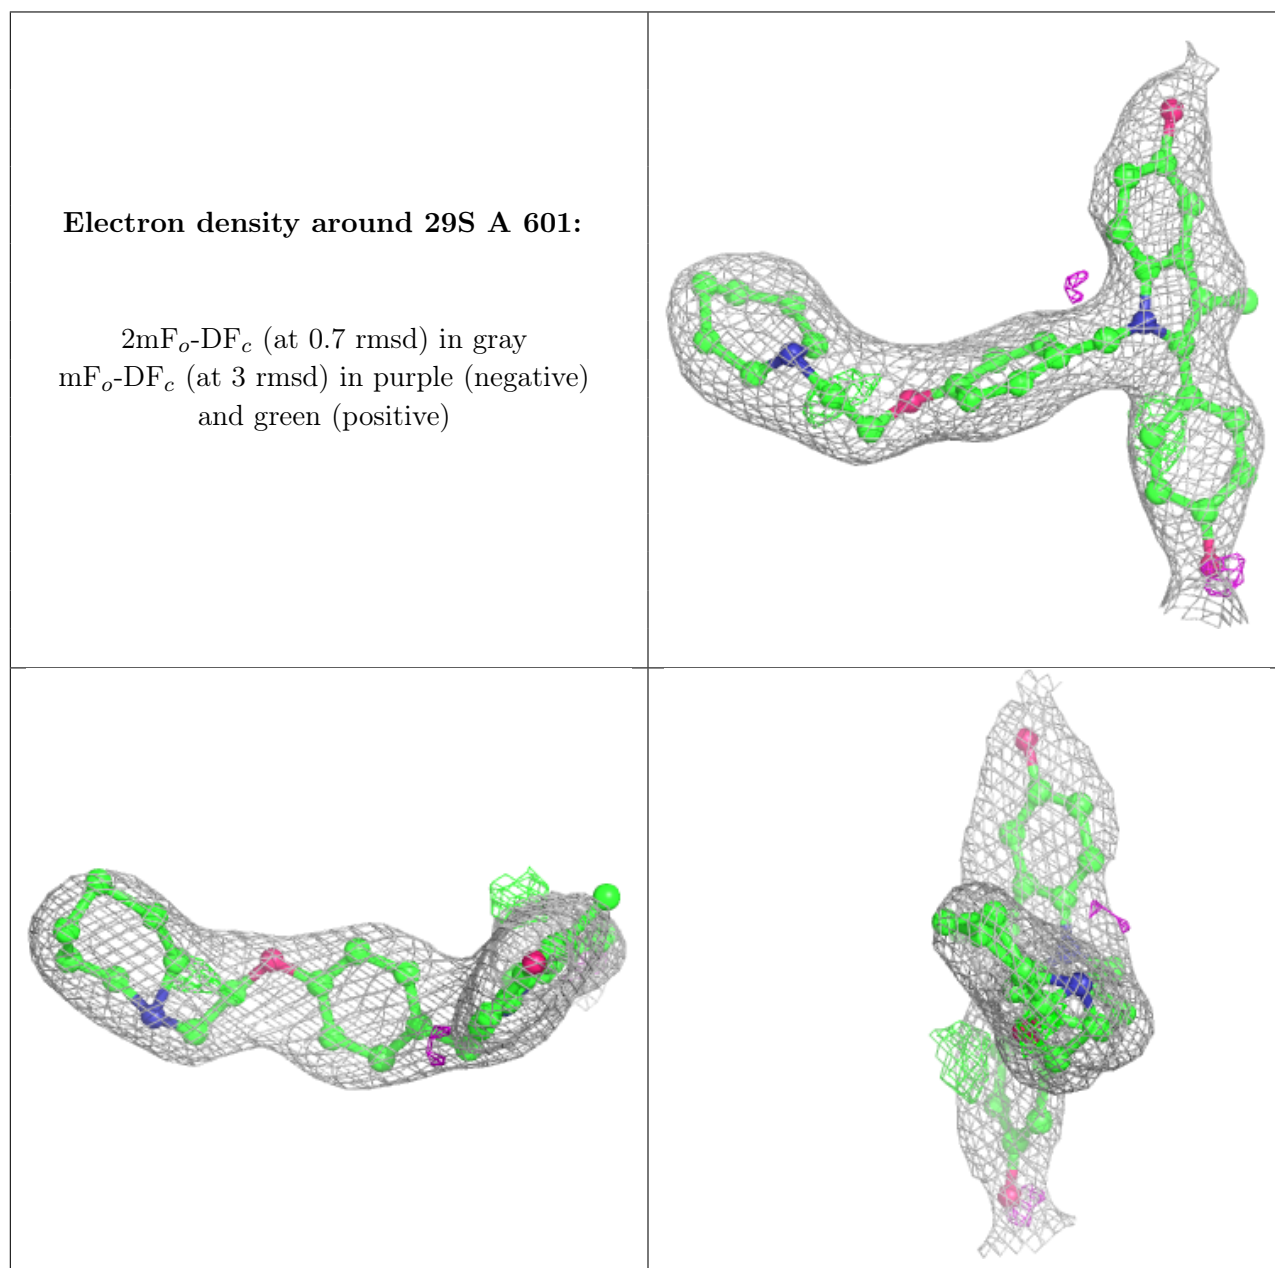 Electron density around 29S A 601:
2mFₒ-DF𝑐 (at 0.7 rmsd) in gray
mFₒ-DF𝑐 (at 3 rmsd) in purple (negative)
and green (positive)